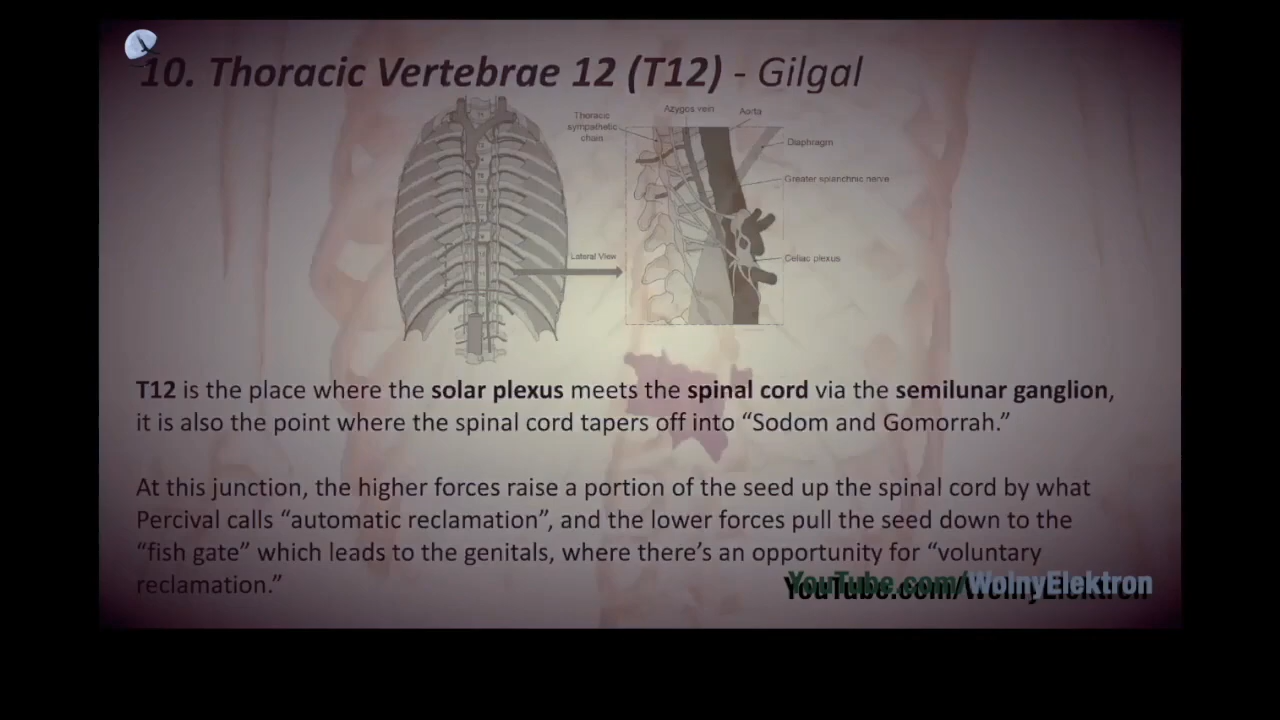 10. Thoracic Vertebrae 12 (T12) - Gilgal
Thoracic
sympathetic
chain
Azygos vein
Aorta
Diaphragm
Greater splanchnic nerve
Lateral View
Celiac plexus
T12 is the place where the solar plexus meets the spinal cord via the semilunar ganglion,
it is also the point where the spinal cord tapers off into “Sodom and Gomorrah.”
At this junction, the higher forces raise a portion of the seed up the spinal cord by what
Percival calls “automatic reclamation”, and the lower forces pull the seed down to the
“fish gate” which leads to the genitals, where there’s an opportunity for “voluntary
reclamation.”
YouTube.com/WolnyElektron
YouTube.com/WolnyElektron